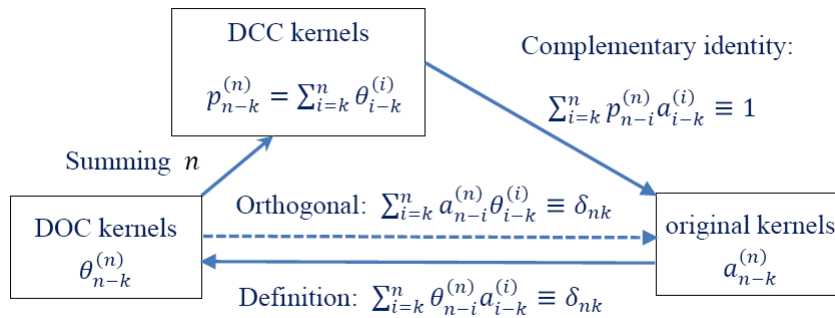 DCC kernels
$p_{n-k}^{(n)} = \sum_{i=k}^{n} \theta_{i-k}^{(i)}$
Complementary identity:
$\sum_{i=k}^{n} p_{n-i}^{(n)} a_{i-k}^{(i)} \equiv 1$
Summing $n$
DOC kernels
$\theta_{n-k}^{(n)}$
Orthogonal: $\sum_{i=k}^{n} a_{n-i}^{(n)} \theta_{i-k}^{(i)} \equiv \delta_{nk}$
original kernels
$a_{n-k}^{(n)}$
Definition: $\sum_{i=k}^{n} \theta_{n-i}^{(n)} a_{i-k}^{(i)} \equiv \delta_{nk}$